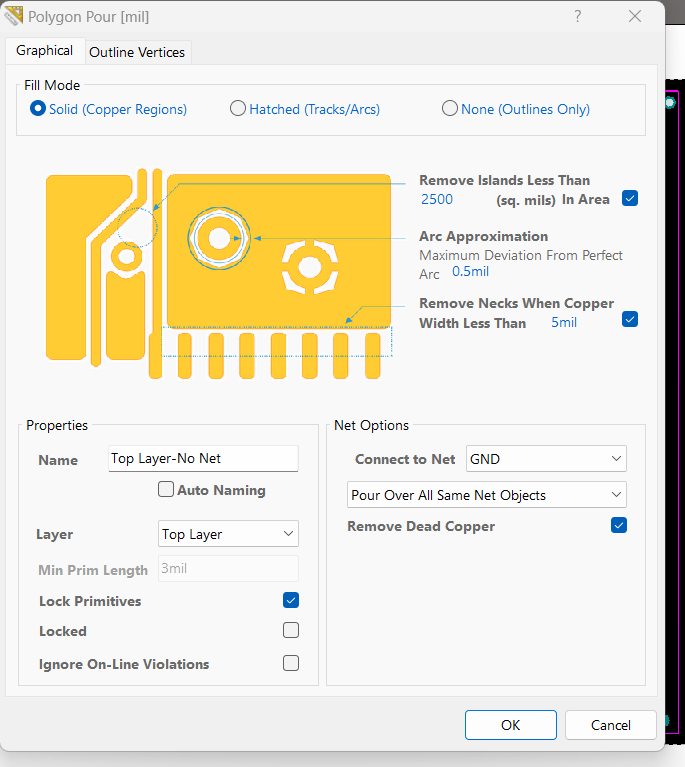 Polygon Pour [mil]
?
Graphical
Outline Vertices
Fill Mode
Solid (Copper Regions)
Hatched (Tracks/Arcs)
None (Outlines Only)
Remove Islands Less Than
2500 (sq. mils) In Area
Arc Approximation
Maximum Deviation From Perfect
Arc 0.5mil
Remove Necks When Copper
Width Less Than 5mil
Properties
Name Top Layer-No Net
Auto Naming
Layer Top Layer
Min Prim Length 3mil
Lock Primitives
Locked
Ignore On-Line Violations
Net Options
Connect to Net GND
Pour Over All Same Net Objects
Remove Dead Copper
OK
Cancel